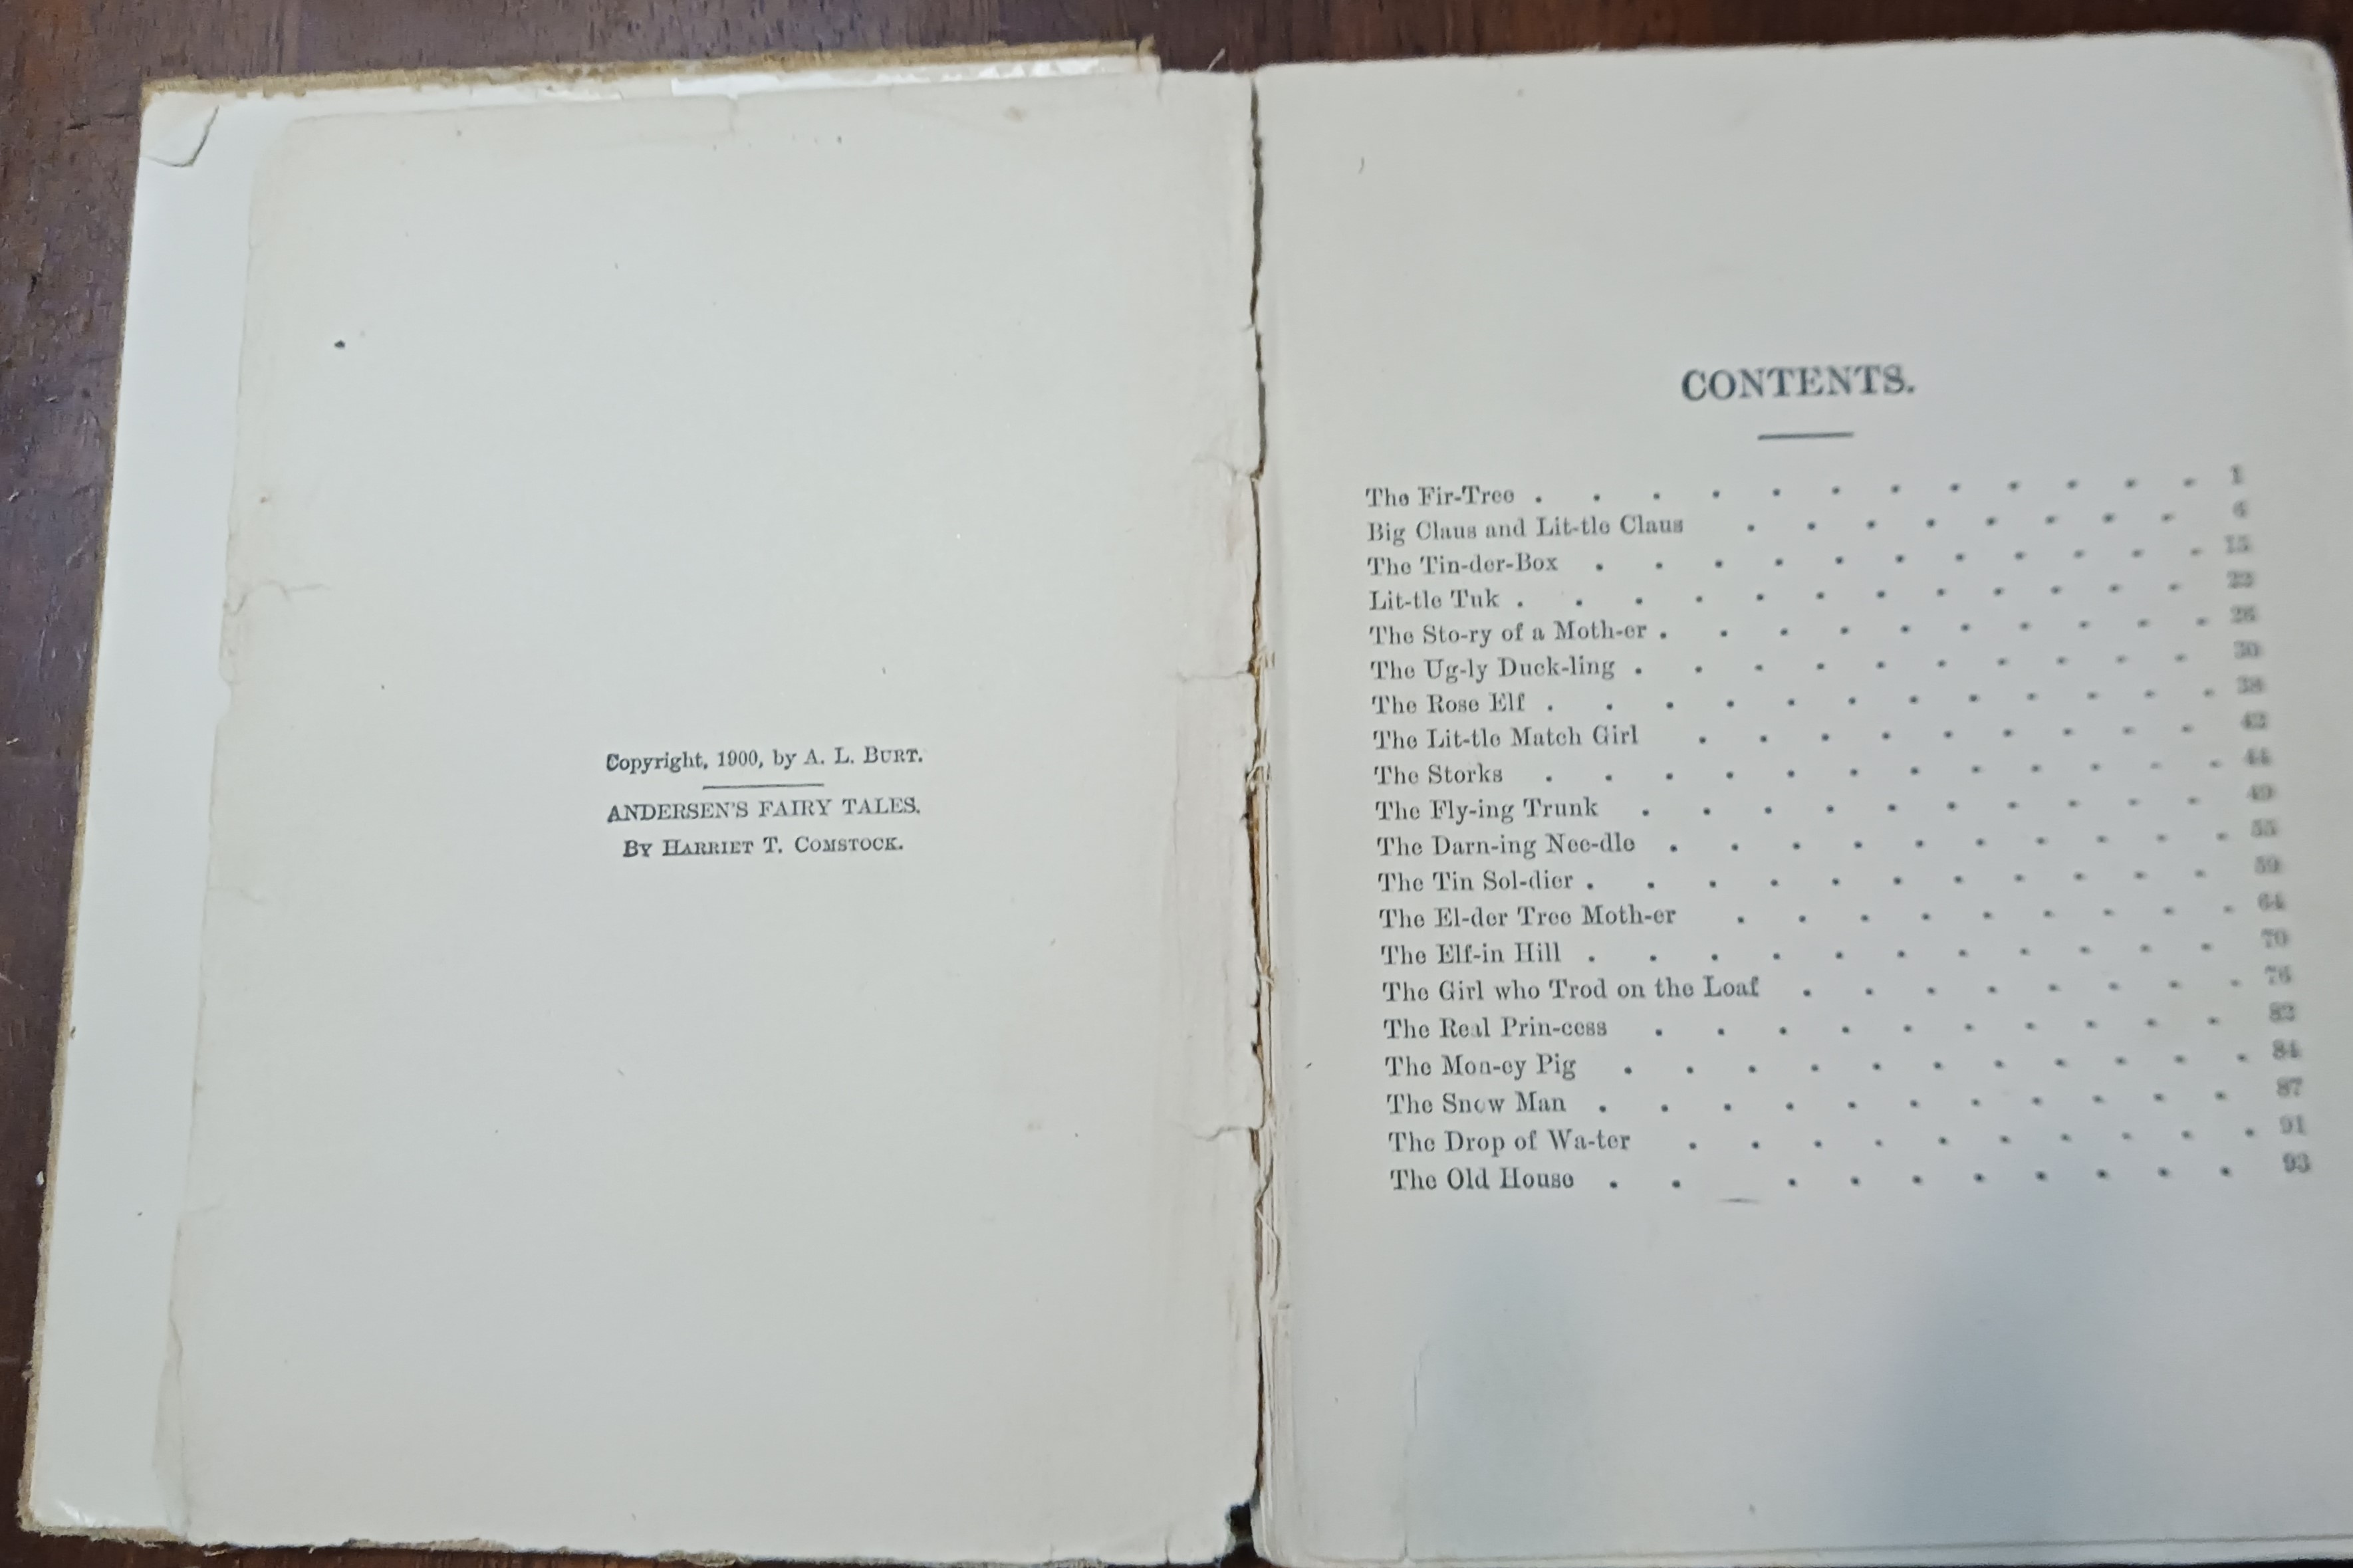 Copyright, 1900, by A. L. BURT.
ANDERSEN'S FAIRY TALES.
BY HARRIET T. COMSTOCK.
CONTENTS.
The Fir-Tree . . . . . . . . . . . . 1
Big Claus and Lit-tle Claus . . . . . . . . 6
The Tin-der-Box . . . . . . . . . . . 15
Lit-tle Tuk . . . . . . . . . . . . 22
The Sto-ry of a Moth-er . . . . . . . . . . 26
The Ug-ly Duck-ling . . . . . . . . . . 30
The Rose Elf . . . . . . . . . . . . 38
The Lit-tle Match Girl . . . . . . . . . 42
The Storks . . . . . . . . . . . . 44
The Fly-ing Trunk . . . . . . . . . . 49
The Darn-ing Nee-dle . . . . . . . . . . 55
The Tin Sol-dier . . . . . . . . . . . 59
The El-der Tree Moth-er . . . . . . . . . 64
The Elf-in Hill . . . . . . . . . . . 70
The Girl who Trod on the Loaf . . . . . . . . 76
The Real Prin-cess . . . . . . . . . . 82
The Mon-ey Pig . . . . . . . . . . . 84
The Snow Man . . . . . . . . . . . 87
The Drop of Wa-ter . . . . . . . . . . 91
The Old House . . . . . . . . . . 93